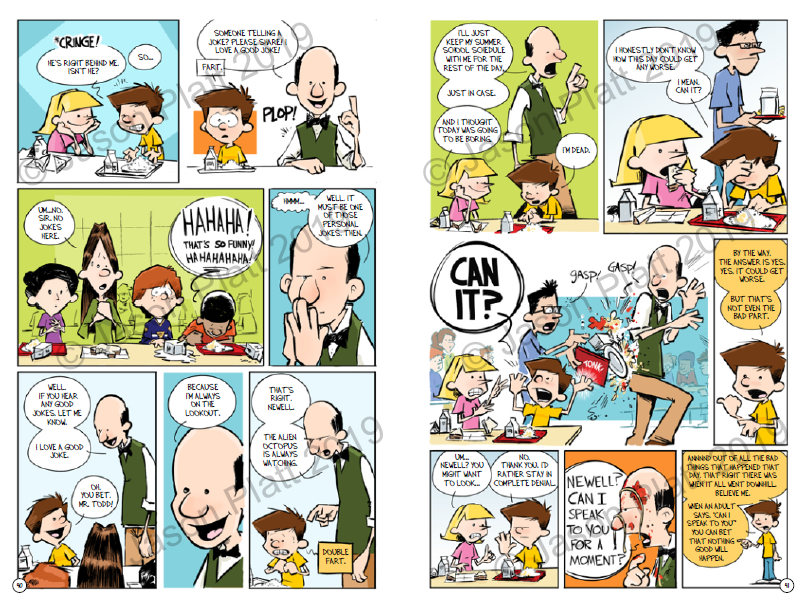 *CRINGE!
HE'S RIGHT BEHIND ME,
ISN'T HE?
SO...
SOMEONE TELLING A
JOKE? PLEASE SHARE! I
LOVE A GOOD JOKE!
FART.
PLOP!
UM...NO,
SIR. NO
JOKES
HERE.
HAHAHA!
THAT'S SO FUNNY!
HAHAHAHAHA!
HMMM...
WELL, IT
MUST BE ONE
OF THOSE
PERSONAL
JOKES, THEN.
WELL,
IF YOU HEAR
ANY GOOD
JOKES, LET ME
KNOW.
I LOVE A GOOD
JOKE.
OH,
YOU BET,
MR. TODD!
BECAUSE
I'M ALWAYS
ON THE
LOOKOUT.
THAT'S
RIGHT,
NEWELL.
THE ALIEN
OCTOPUS
IS ALWAYS
WATCHING.
DOUBLE
FART.
40
I'LL JUST
KEEP MY SUMMER
SCHOOL SCHEDULE
WITH ME FOR THE
REST OF THE DAY.
JUST IN CASE.
AND I THOUGHT
TODAY WAS GOING
TO BE BORING.
I'M DEAD.
I HONESTLY DON'T KNOW
HOW THIS DAY COULD GET
ANY WORSE.
I MEAN,
CAN IT?
CAN
IT?
GASP!
GASP!
TONK.
BY THE WAY,
THE ANSWER IS YES.
YES, IT COULD GET
WORSE.
BUT THAT'S
NOT EVEN THE
BAD PART.
UM...
NEWELL? YOU
MIGHT WANT
TO LOOK...
NO,
THANK YOU. I'D
RATHER STAY IN
COMPLETE DENIAL.
NEWELL?
CAN I
SPEAK
TO YOU
FOR A
MOMENT?
ANNNND OUT OF ALL THE BAD
THINGS THAT HAPPENED THAT
DAY, THAT RIGHT THERE WAS
WHEN IT ALL WENT DOWNHILL.
BELIEVE ME.
WHEN AN ADULT
SAYS, "CAN I
SPEAK TO YOU"
YOU CAN BET
THAT NOTHING
GOOD WILL
HAPPEN.
41
© Jason Platt 2019
© Jason Platt 2019
© Jason Platt 2019
© Jason Platt 2019